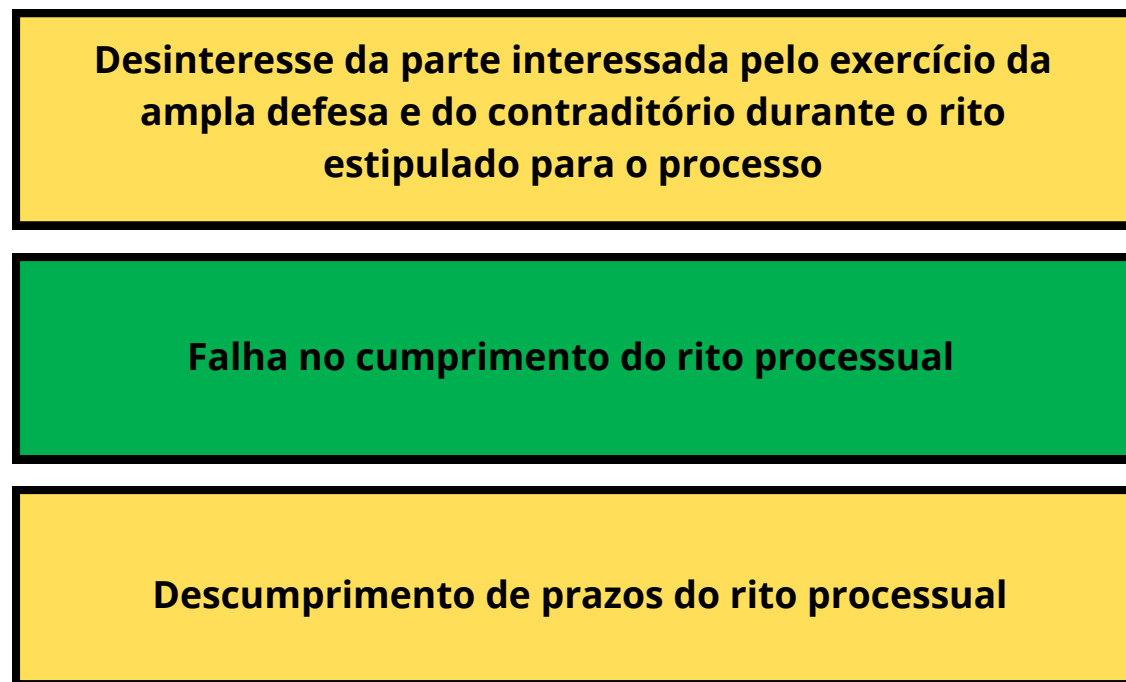 Desinteresse da parte interessada pelo exercício da
ampla defesa e do contraditório durante o rito
estipulado para o processo
Falha no cumprimento do rito processual
Descumprimento de prazos do rito processual